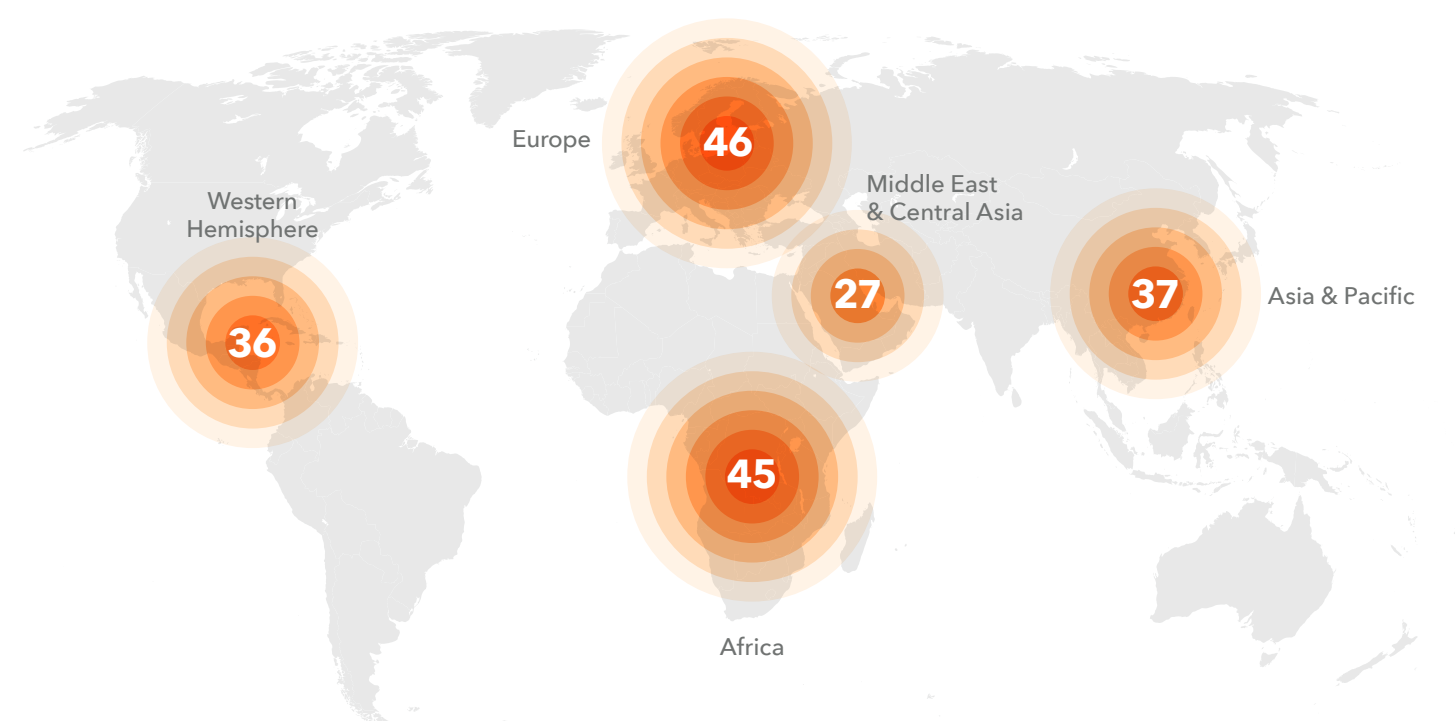 Europe
46
Middle East
& Central Asia
27
Western
Hemisphere
36
37
Asia & Pacific
45
Africa